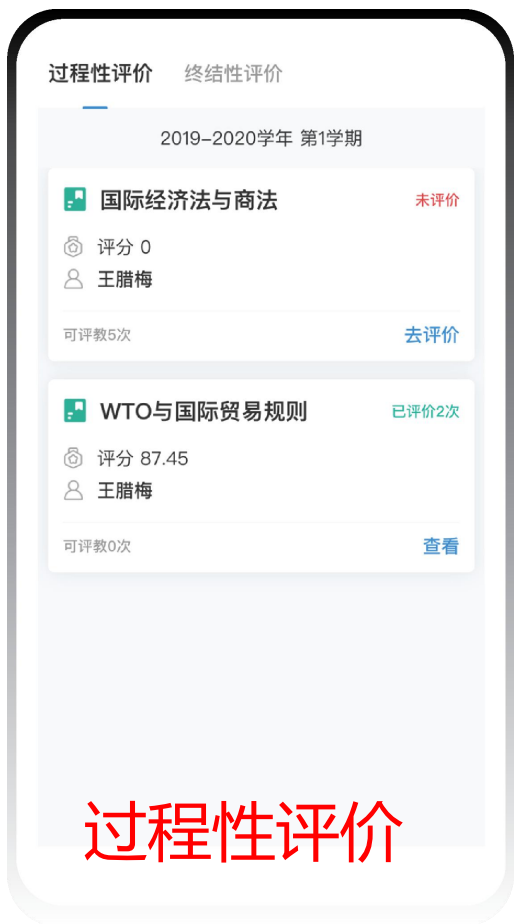 过程性评价 终结性评价
2019-2020学年 第1学期
国际经济法与商法 未评价
评分 0
王腊梅
可评教5次 去评价
WTO与国际贸易规则 已评价2次
评分 87.45
王腊梅
可评教0次 查看
过程性评价